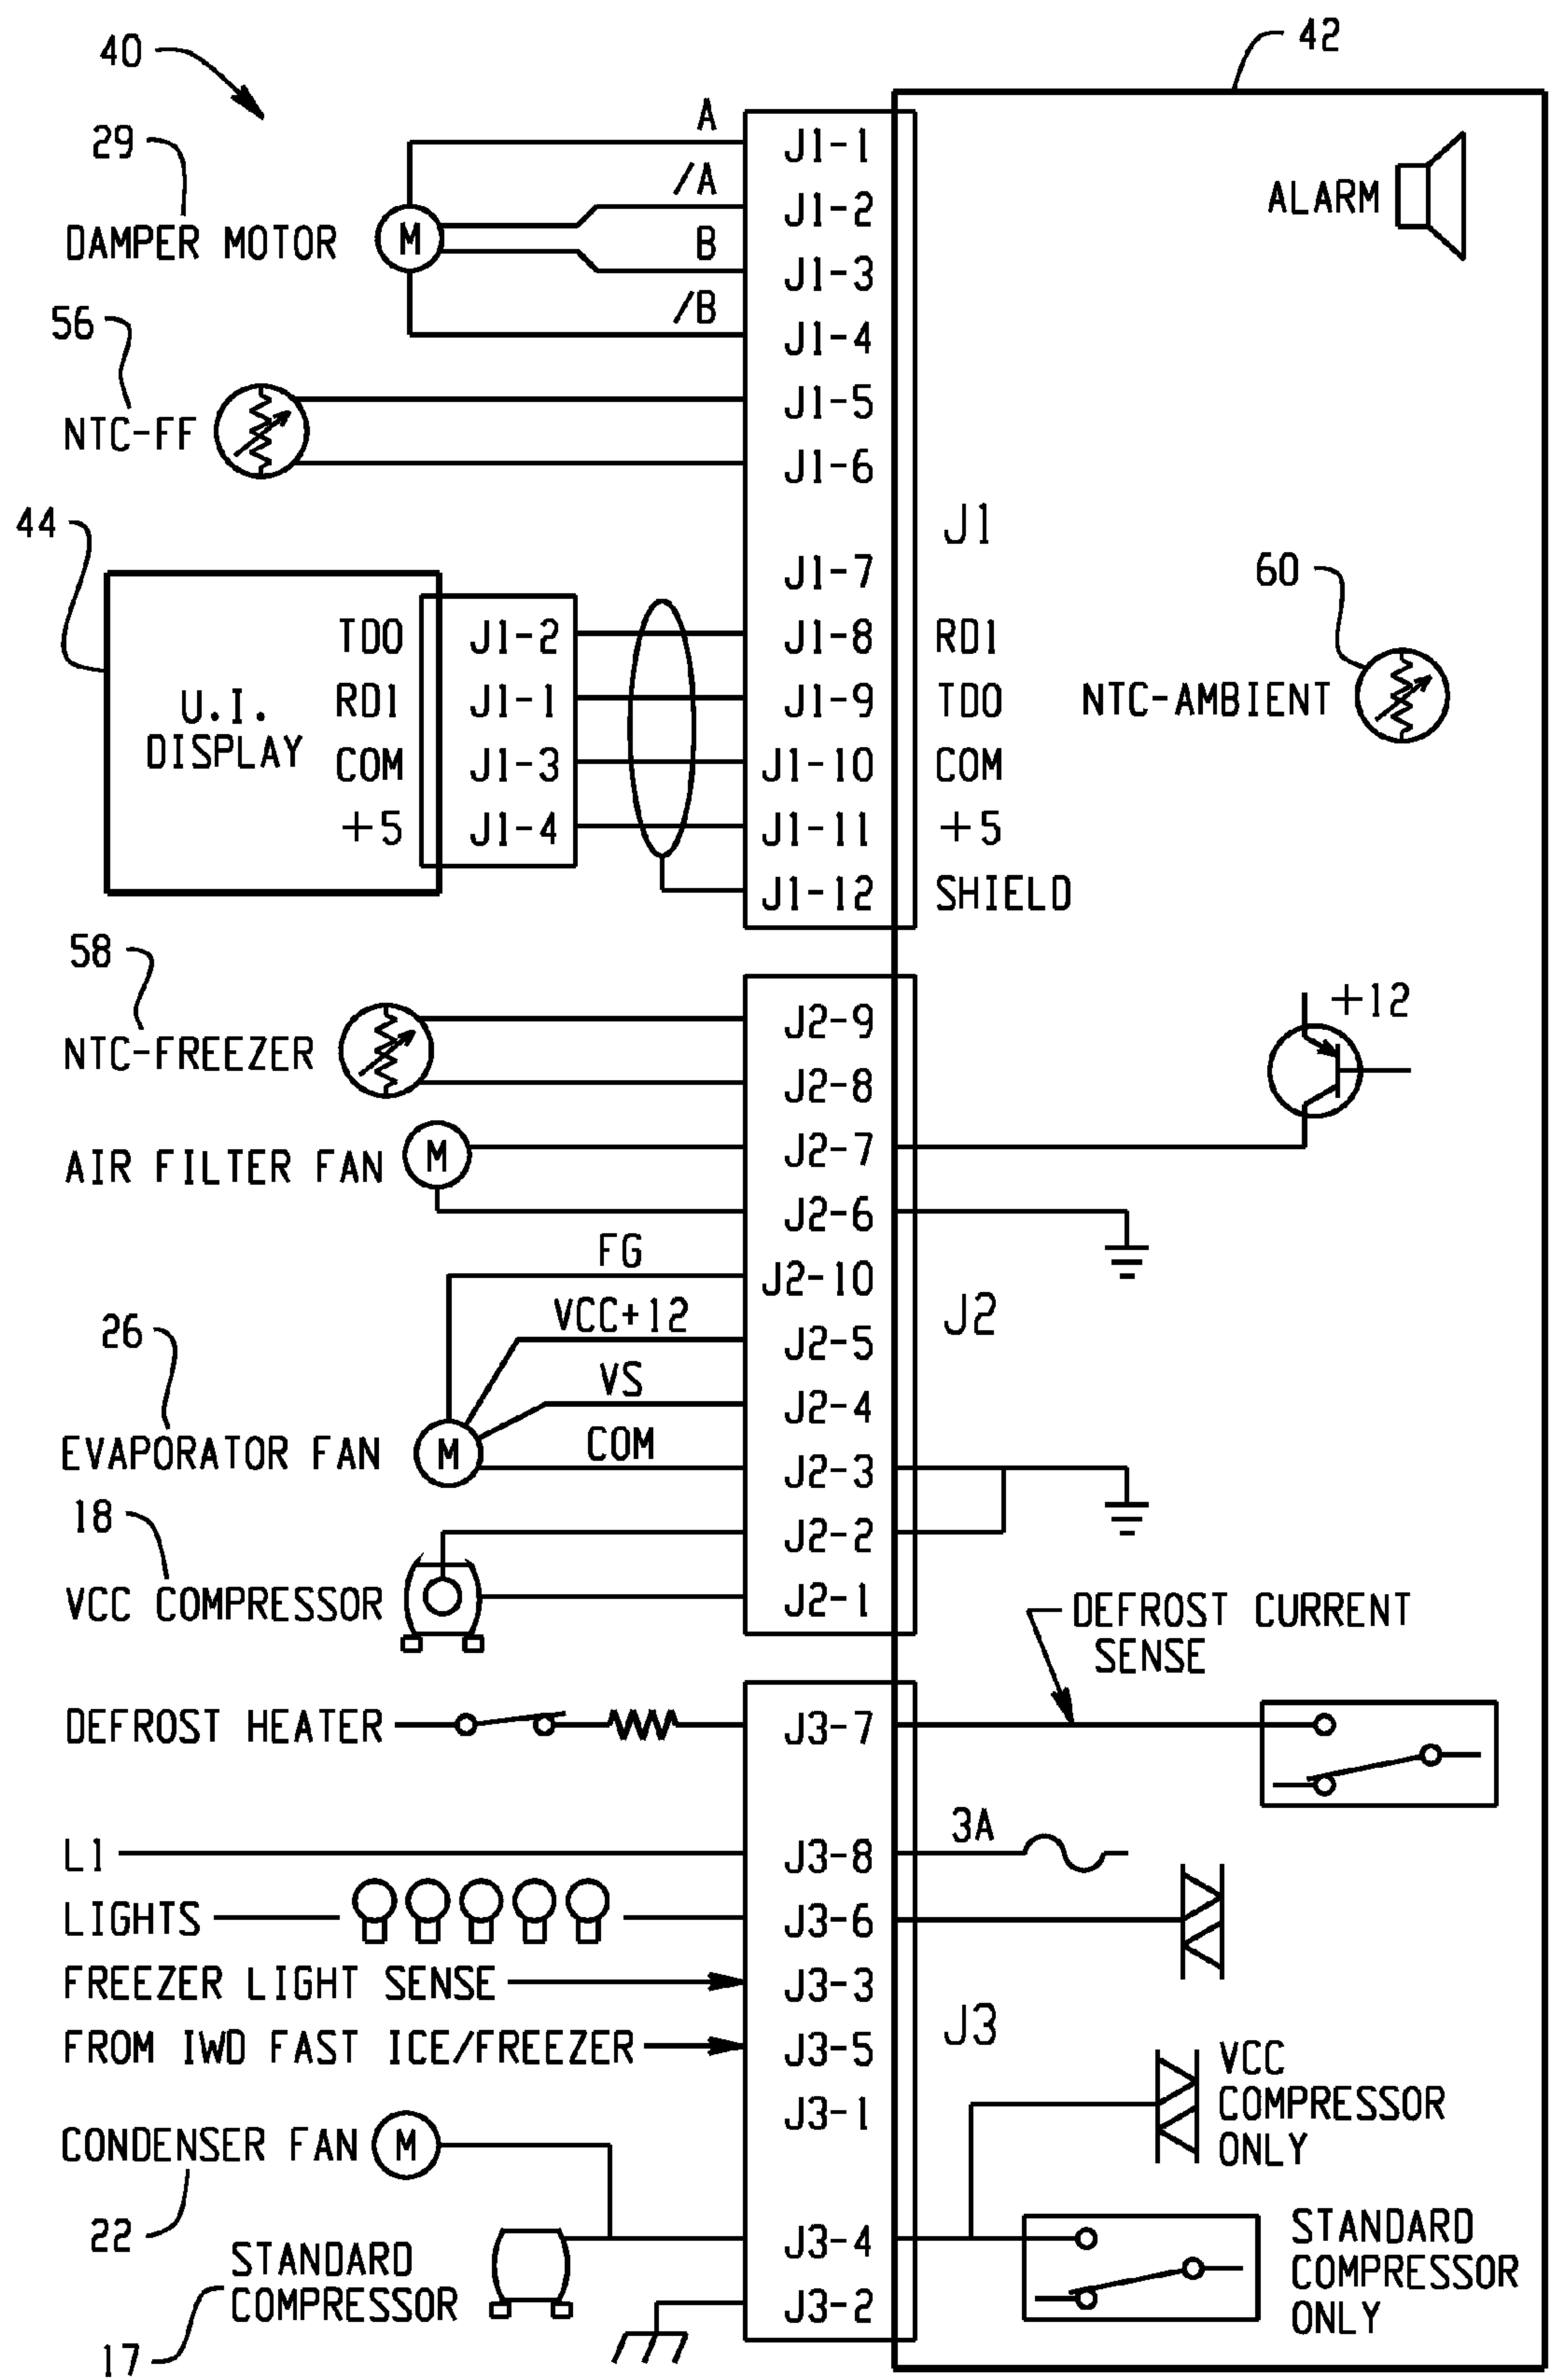 40
42
29
A
J1-1
ALARM
/A
J1-2
DAMPER MOTOR
M
B
J1-3
/B
J1-4
56
NTC-FF
J1-5
J1-6
J1
44
J1-7
60
TDO
J1-2
J1-8
RD1
U.I.
DISPLAY
RD1
J1-1
J1-9
TDO
NTC-AMBIENT
COM
J1-3
J1-10
COM
+5
J1-4
J1-11
+5
J1-12
SHIELD
58
NTC-FREEZER
J2-9
+12
J2-8
AIR FILTER FAN
M
J2-7
J2-6
FG
J2-10
J2
26
VCC+12
J2-5
VS
J2-4
EVAPORATOR FAN
M
COM
J2-3
18
J2-2
VCC COMPRESSOR
J2-1
DEFROST CURRENT
SENSE
DEFROST HEATER
J3-7
3A
L1
J3-8
LIGHTS
J3-6
FREEZER LIGHT SENSE
J3-3
J3
FROM IWD FAST ICE/FREEZER
J3-5
VCC
COMPRESSOR
ONLY
J3-1
CONDENSER FAN
M
22
J3-4
STANDARD
COMPRESSOR
ONLY
STANDARD
COMPRESSOR
J3-2
17